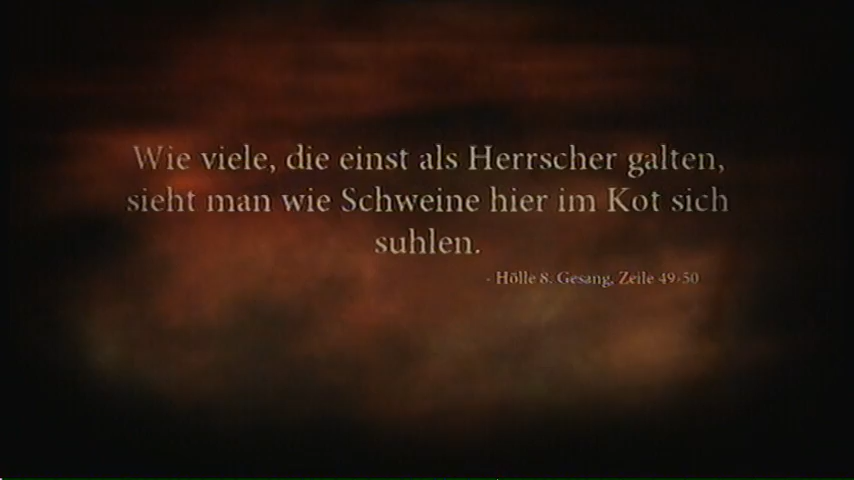 Wie viele, die einst als Herrscher galten,
sieht man wie Schweine hier im Kot sich
suhlen.
- Hölle 8. Gesang, Zeile 49-50